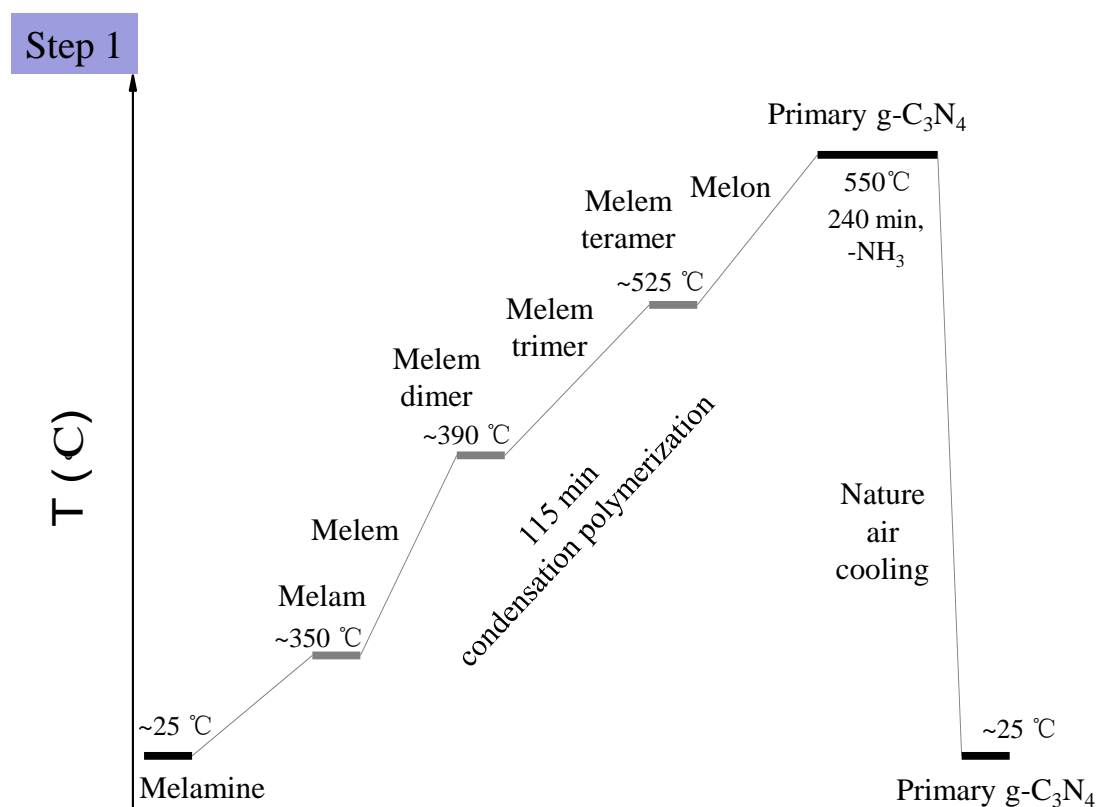 Step 1
Primary g-C₃N₄
550℃
240 min,
-NH₃
Melon
Melem
teramer
~525 ℃
Melem
trimer
Melem
dimer
~390 ℃
115 min
condensation polymerization
T (℃)
Nature
air
cooling
Melem
Melam
~350 ℃
~25 ℃
Melamine
~25 ℃
Primary g-C₃N₄